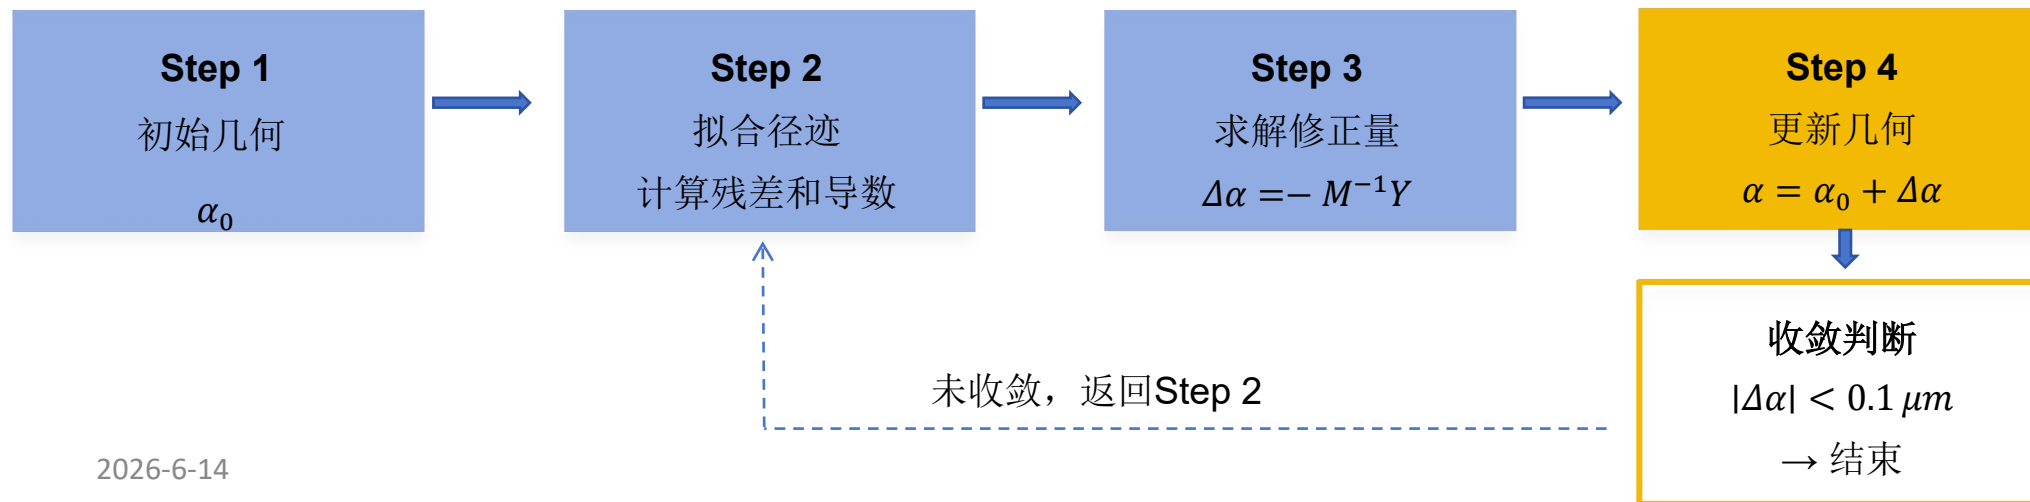 Step 1
初始几何
α₀
Step 2
拟合径迹
计算残差和导数
Step 3
求解修正量
Δα =− M⁻¹Y
Step 4
更新几何
α = α₀ + Δα
收敛判断
|Δα| < 0.1 μm
→ 结束
未收敛，返回Step 2
2026-6-14